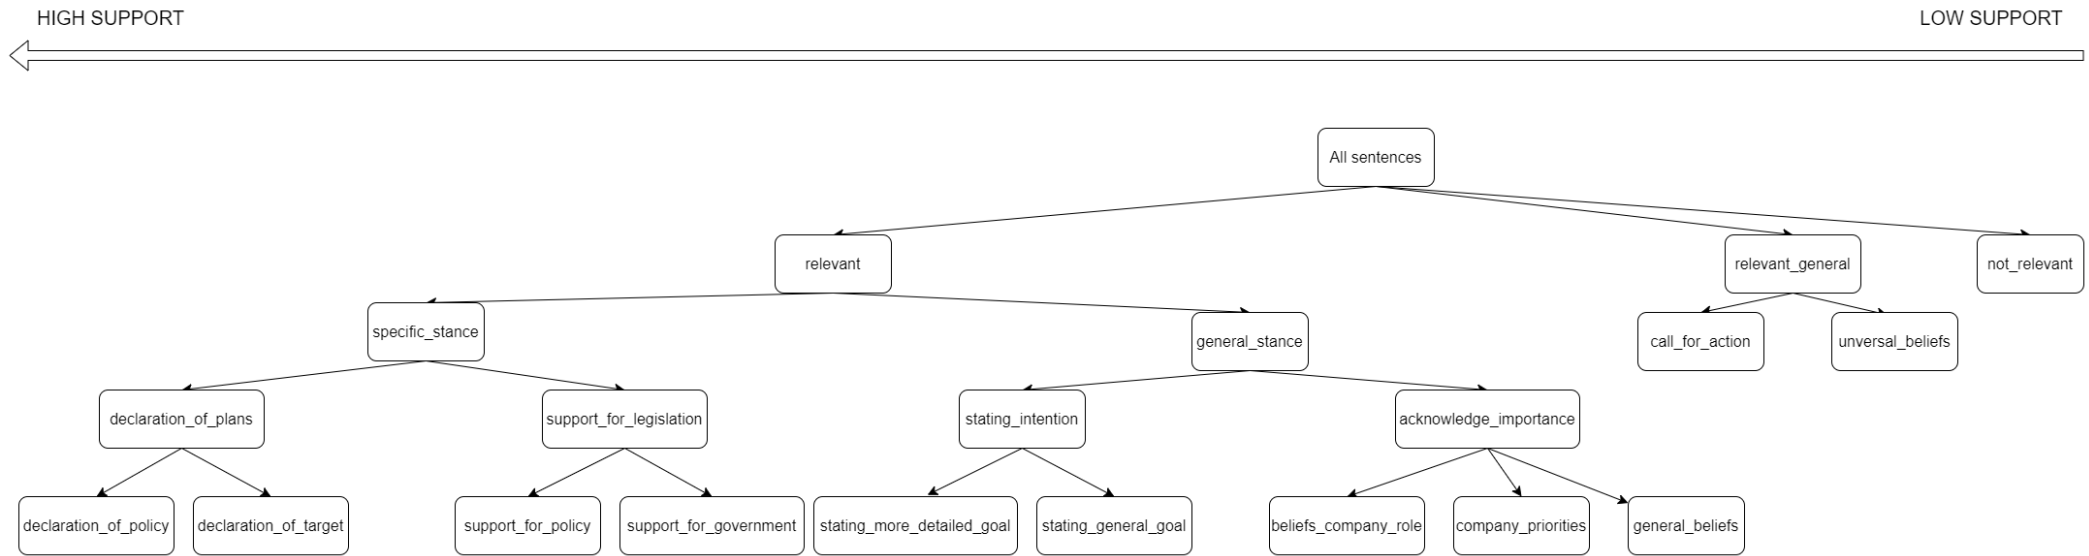 HIGH SUPPORT
LOW SUPPORT
All sentences
relevant
relevant_general
not_relevant
specific_stance
general_stance
call_for_action
unversal_beliefs
declaration_of_plans
support_for_legislation
stating_intention
acknowledge_importance
declaration_of_policy
declaration_of_target
support_for_policy
support_for_government
stating_more_detailed_goal
stating_general_goal
beliefs_company_role
company_priorities
general_beliefs